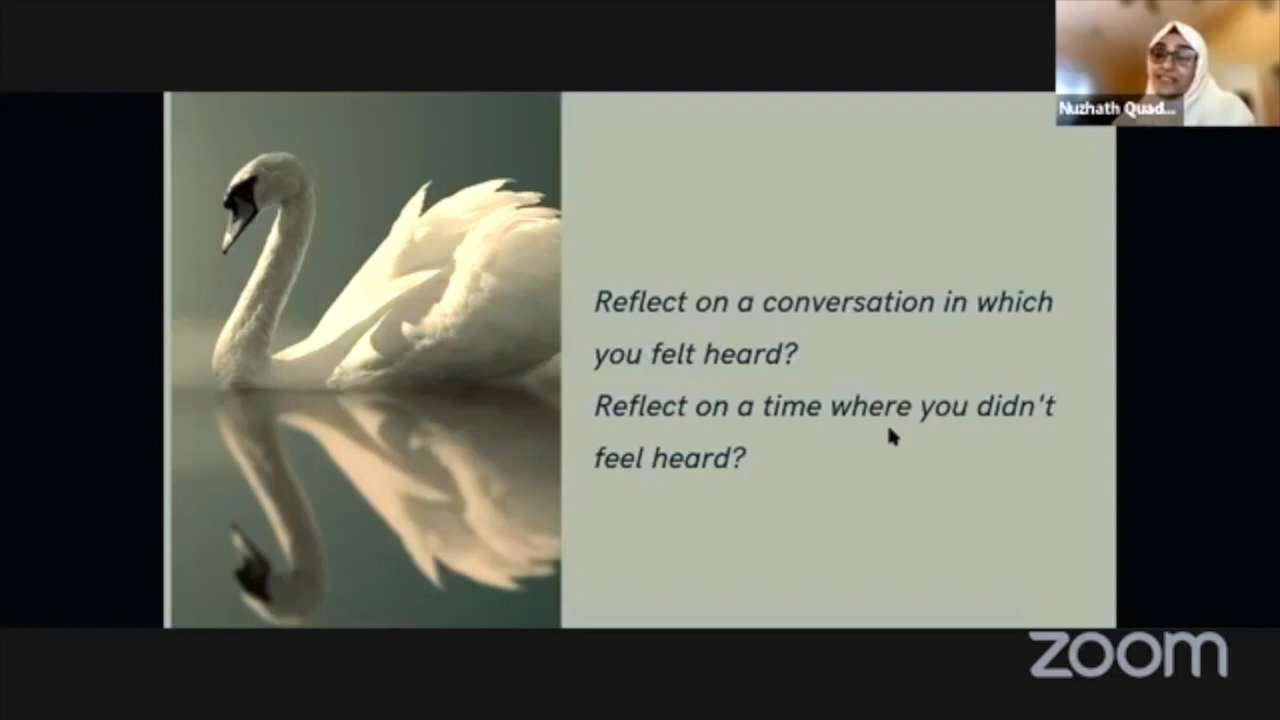 Nuzhath Quad...
Reflect on a conversation in which
you felt heard?
Reflect on a time where you didn't
feel heard?
zoom